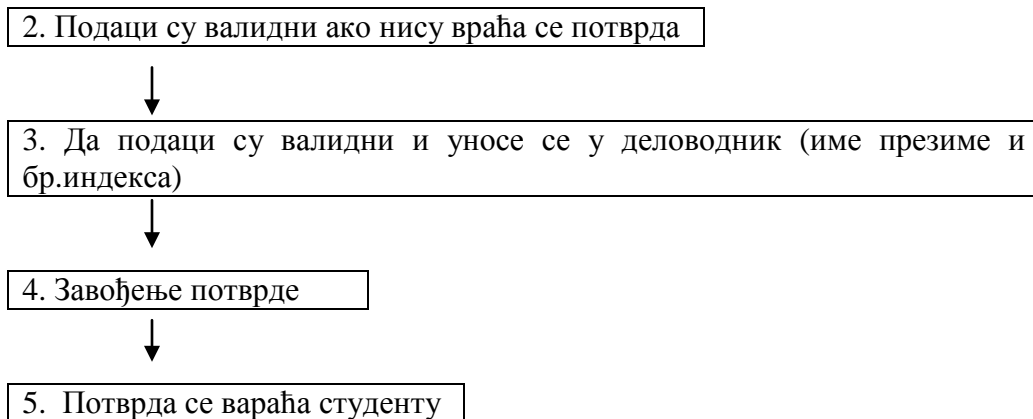 2. Подаци су валидни ако нису враћа се потврда
3. Да подаци су валидни и уносе се у деловодник (име презиме и
бр.индекса)
4. Завођење потврде
5. Потврда се вараћа студенту